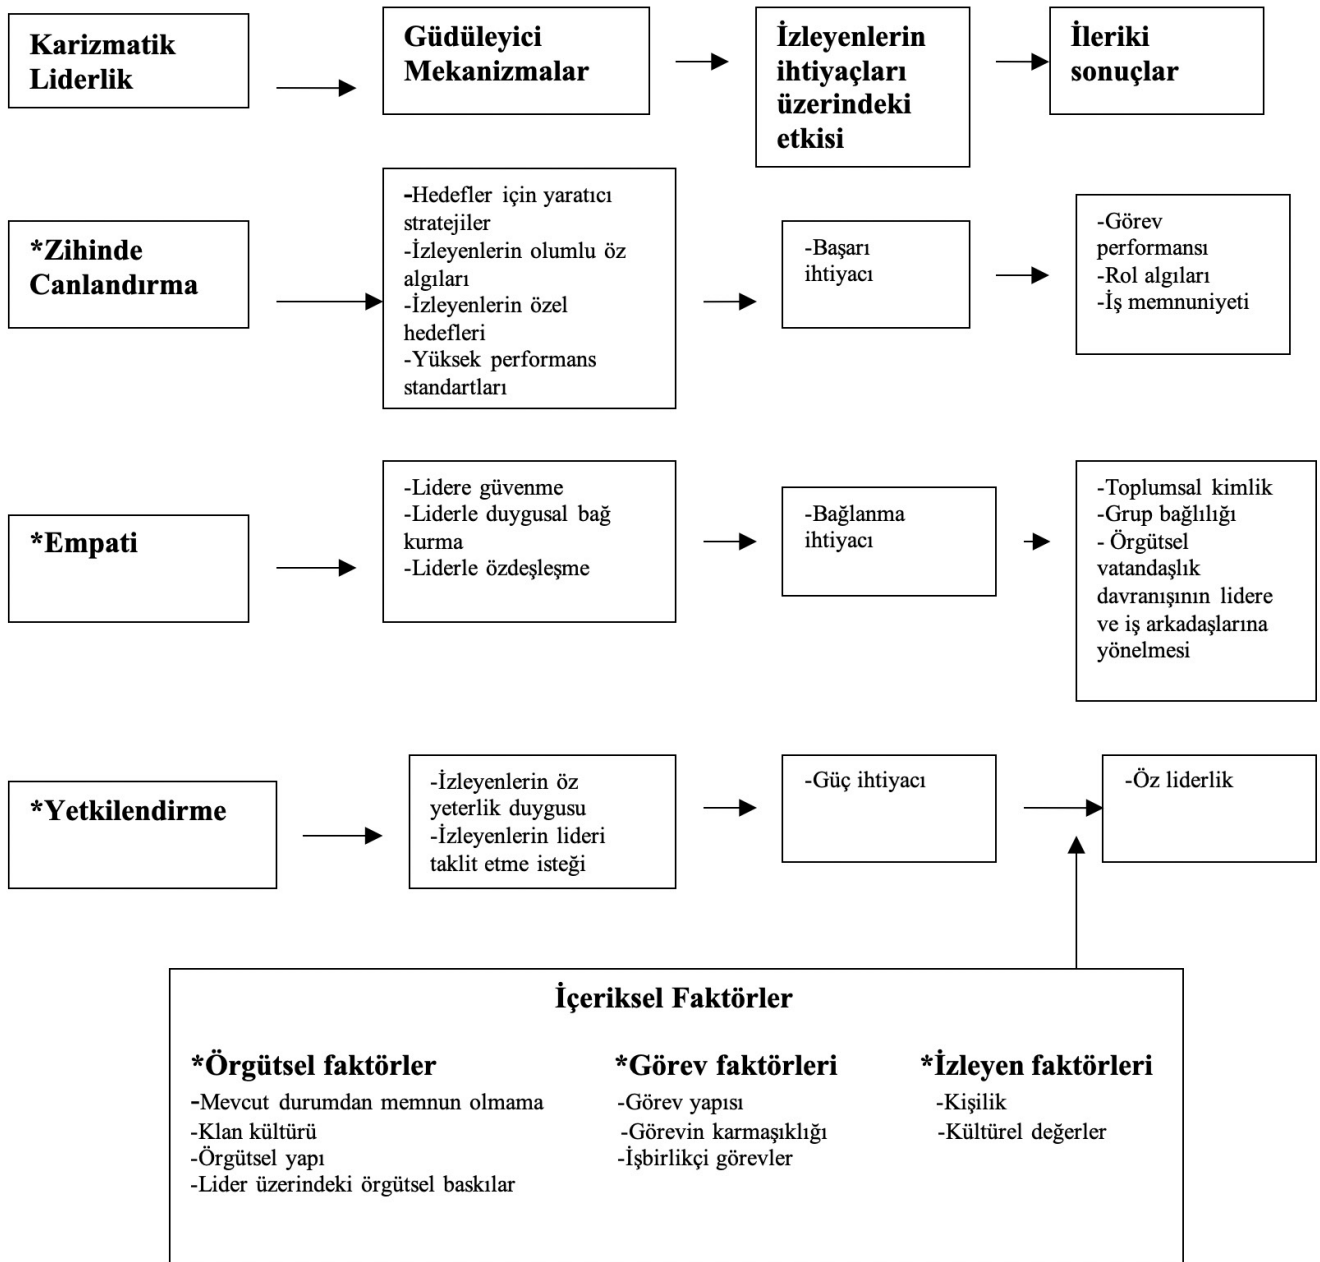 Karizmatik
Liderlik
Güdüleyici
Mekanizmalar
İzleyenlerin
ihtiyaçları
üzerindeki
etkisi
İleriki
sonuçlar
*Zihinde
Canlandırma
-Hedefler için yaratıcı
stratejiler
-İzleyenlerin olumlu öz
algıları
-İzleyenlerin özel
hedefleri
-Yüksek performans
standartları
-Başarı
ihtiyacı
-Görev
performansı
-Rol algıları
-İş memnuniyeti
*Empati
-Lidere güvenme
-Liderle duygusal bağ
kurma
-Liderle özdeşleşme
-Bağlanma
ihtiyacı
-Toplumsal kimlik
-Grup bağlılığı
- Örgütsel
vatandaşlık
davranışının lidere
ve iş arkadaşlarına
yönelmesi
*Yetkilendirme
-İzleyenlerin öz
yeterlik duygusu
-İzleyenlerin lideri
taklit etme isteği
-Güç ihtiyacı
-Öz liderlik
İçeriksel Faktörler
*Örgütsel faktörler
-Mevcut durumdan memnun olmama
-Klan kültürü
-Örgütsel yapı
-Lider üzerindeki örgütsel baskılar
*Görev faktörleri
-Görev yapısı
-Görevin karmaşıklığı
-İşbirlikçi görevler
*İzleyen faktörleri
-Kişilik
-Kültürel değerler